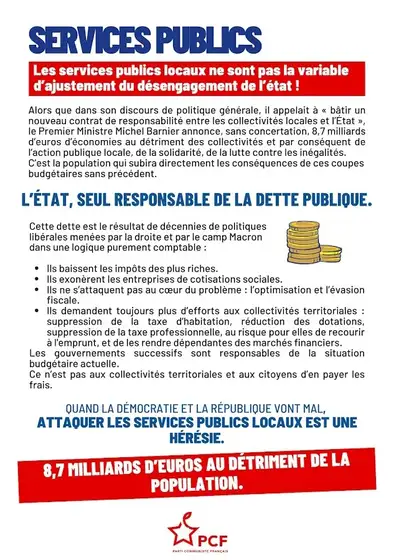 SERVICES PUBLICS
Les services publics locaux ne sont pas la variable
d'ajustement du désengagement de l'état !
Alors que dans son discours de politique générale, il appelait à « bâtir un
nouveau contrat de responsabilité entre les collectivités locales et l'État »,
le Premier Ministre Michel Barnier annonce, sans concertation, 8,7 milliards
d'euros d'économies au détriment des collectivités et par conséquent de
l'action publique locale, de la solidarité, de la lutte contre les inégalités.
C'est la population qui subira directement les conséquences de ces coupes
budgétaires sans précédent.
L'ÉTAT, SEUL RESPONSABLE DE LA DETTE PUBLIQUE.
Cette dette est le résultat de décennies de politiques
libérales menées par la droite et par le camp Macron
dans une logique purement comptable :
• Ils baissent les impôts des plus riches.
• Ils exonèrent les entreprises de cotisations sociales.
• Ils ne s'attaquent pas au cœur du problème : l'optimisation et l'évasion
fiscale.
• Ils demandent toujours plus d'efforts aux collectivités territoriales :
suppression de la taxe d'habitation, réduction des dotations,
suppression de la taxe professionnelle, au risque pour elles de recourir
à l'emprunt, et de les rendre dépendantes des marchés financiers.
Les gouvernements successifs sont responsables de la situation
budgétaire actuelle.
Ce n'est pas aux collectivités territoriales et aux citoyens d'en payer les
frais.
QUAND LA DÉMOCRATIE ET LA RÉPUBLIQUE VONT MAL,
ATTAQUER LES SERVICES PUBLICS LOCAUX EST UNE
HÉRÉSIE.
8,7 MILLIARDS D'EUROS AU DÉTRIMENT DE LA
POPULATION.
PCF
PARTI COMMUNISTE FRANÇAIS